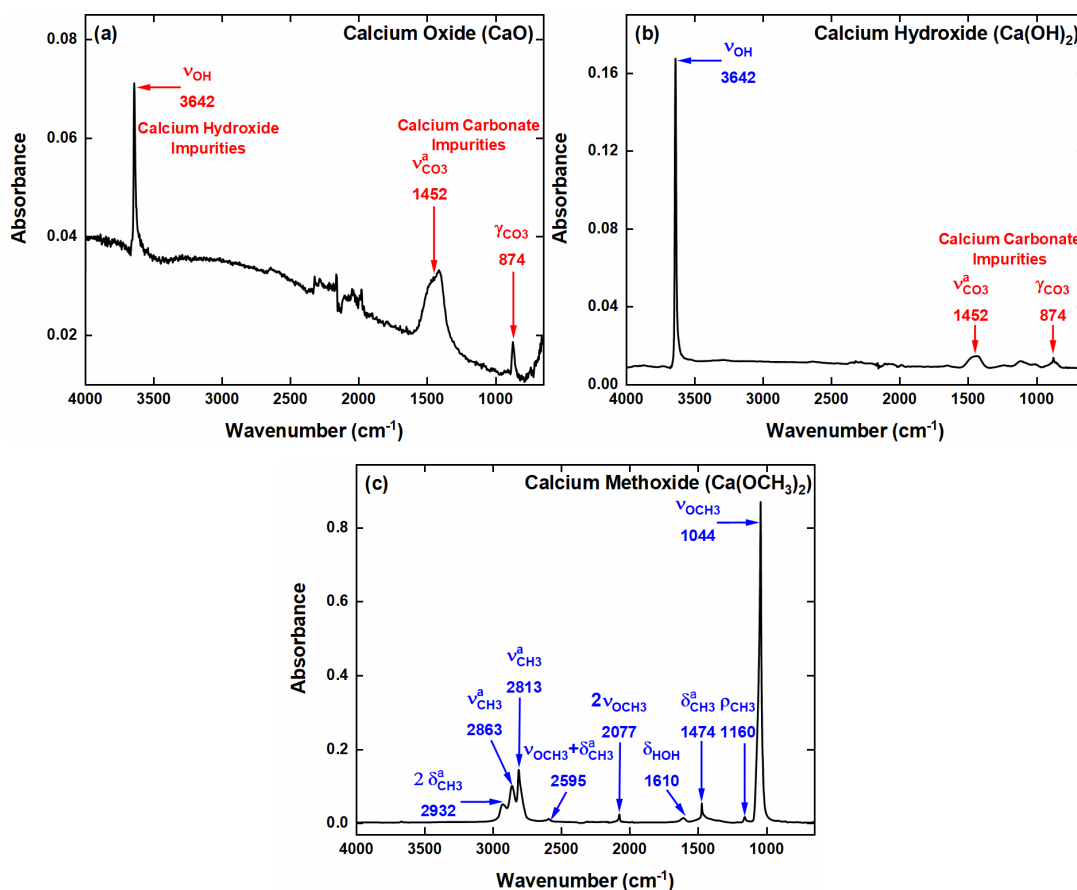 (a) Calcium Oxide (CaO)
0.08
ν_OH
3642
Calcium Hydroxide
Impurities
Calcium Carbonate
Impurities
ν^a_CO3
1452
γ_CO3
874
0.06
0.04
0.02
Absorbance
4000 3500 3000 2500 2000 1500 1000
Wavenumber (cm⁻¹)
(b) Calcium Hydroxide (Ca(OH)₂)
ν_OH
3642
Calcium Carbonate
Impurities
ν^a_CO3 γ_CO3
1452 874
0.16
0.12
0.08
0.04
0.00
Absorbance
4000 3500 3000 2500 2000 1500 1000
Wavenumber (cm⁻¹)
(c) Calcium Methoxide (Ca(OCH₃)₂)
ν_OCH3
1044
ν^a_CH3
2813
ν^a_CH3
2863
2ν_OCH3
2077
δ^a_CH3 ρ_CH3
1474 1160
ν_OCH3+δ^a_CH3
2595
δ_HOH
1610
2 δ^a_CH3
2932
0.8
0.6
0.4
0.2
0.0
Absorbance
4000 3500 3000 2500 2000 1500 1000
Wavenumber (cm⁻¹)